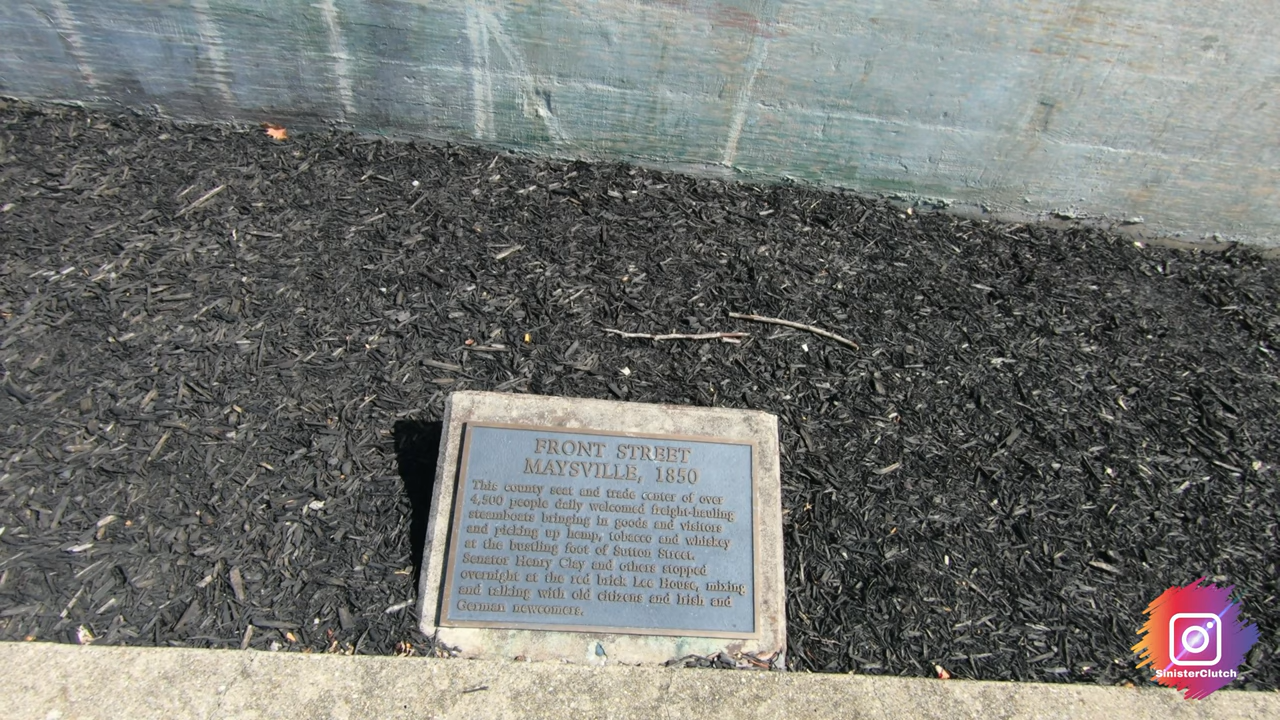 FRONT STREET
MAYSVILLE, 1850
This county seat and trade center of over
4,500 people daily welcomed freight-hauling
steamboats bringing in goods and visitors
and picking up hemp, tobacco and whiskey
at the bustling foot of Sutton Street.
Senator Henry Clay and others stopped
overnight at the red brick Lee House, mixing
and talking with old citizens and Irish and
German newcomers.
SinisterClutch